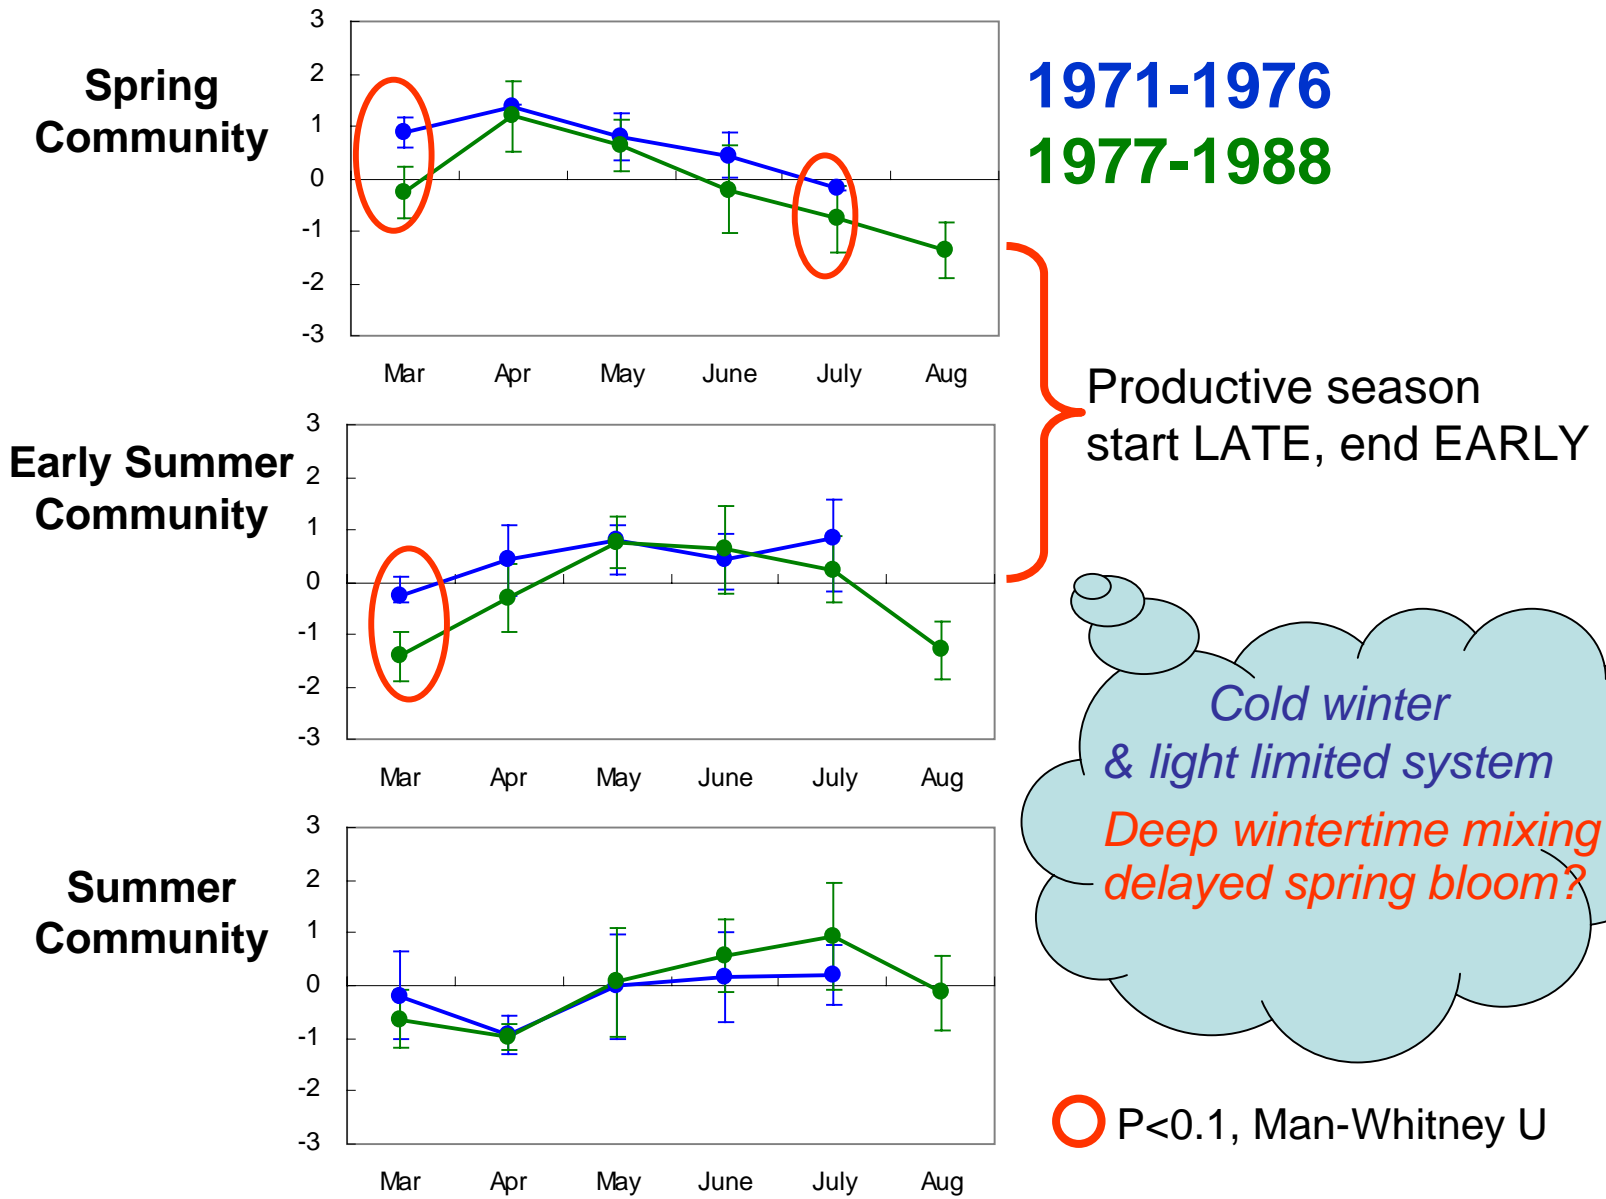 Spring
Community
3
2
1
0
-1
-2
-3
Mar Apr May June July Aug
1971-1976
1977-1988
Early Summer
Community
3
2
1
0
-1
-2
-3
Mar Apr May June July Aug
Productive season
start LATE, end EARLY
Cold winter
& light limited system
Deep wintertime mixing
delayed spring bloom?
Summer
Community
3
2
1
0
-1
-2
-3
Mar Apr May June July Aug
P<0.1, Man-Whitney U